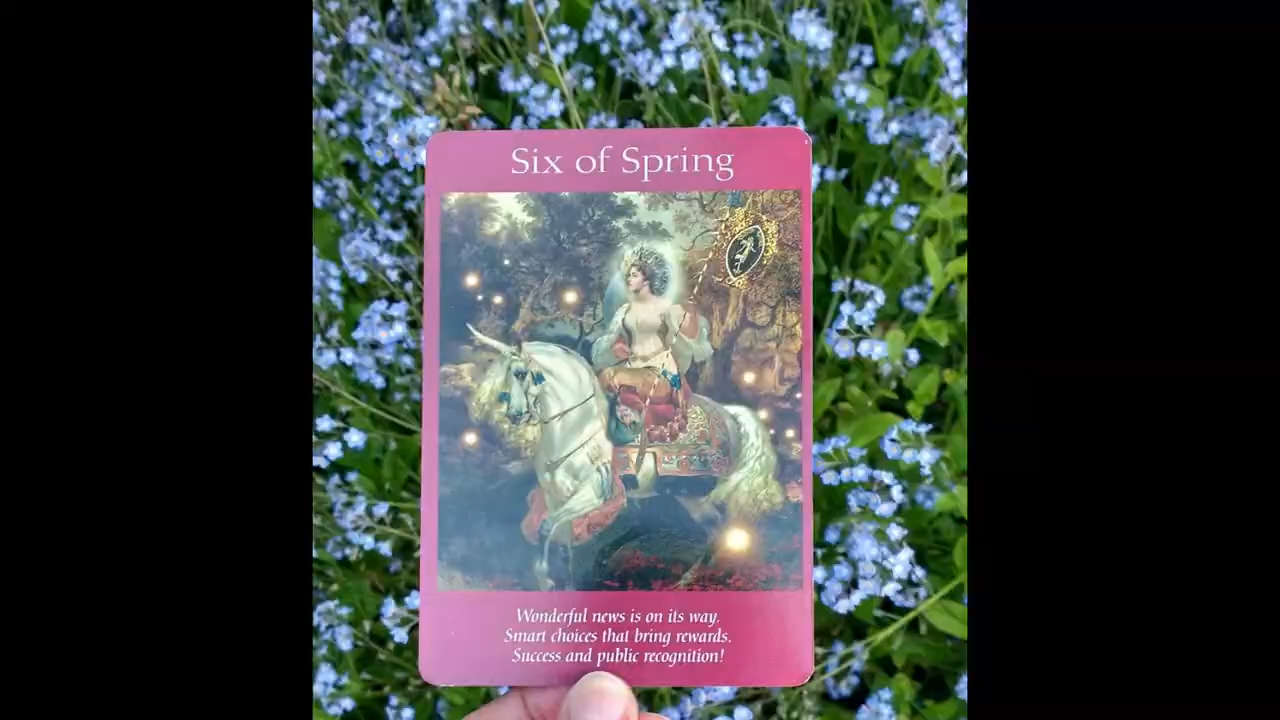 Six of Spring
Wonderful news is on its way.
Smart choices that bring rewards.
Success and public recognition!